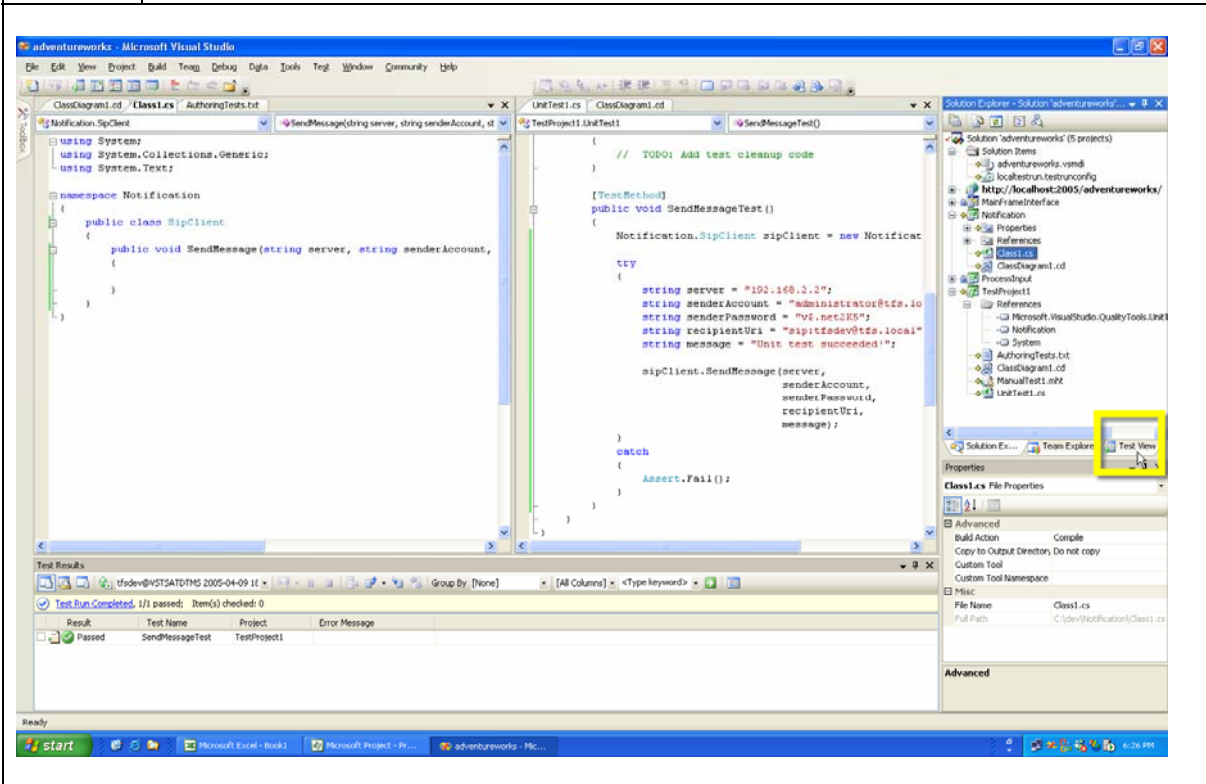 adventureworks - Microsoft Visual Studio
File Edit View Project Build Team Debug Data Tools Test Window Community Help
ClassDiagram1.cd Class1.cs AuthoringTests.txt
UnitTest1.cs ClassDiagram1.cd
Solution Explorer - Solution 'adventureworks'...
Toolbox
Notification.SipClient
SendMessage(string server, string senderAccount, st
TestProject1.UnitTest1
SendMessageTest()
using System;
using System.Collections.Generic;
using System.Text;
namespace Notification
{
public class SipClient
{
public void SendMessage(string server, string senderAccount,
{
}
}
}
{
// TODO: Add test cleanup code
}
[TestMethod]
public void SendMessageTest()
{
Notification.SipClient sipClient = new Notificat
try
{
string server = "192.168.2.2";
string senderAccount = "administrator@tfs.lo
string senderPassword = "v$.net2K5";
string recipientUri = "sip:tfsdev@tfs.local"
string message = "Unit test succeeded!";
sipClient.SendMessage(server,
senderAccount,
senderPassword,
recipientUri,
message);
}
catch
{
Assert.Fail();
}
}
}
}
Solution 'adventureworks' (5 projects)
Solution Items
adventureworks.vsmdi
localtestrun.testrunconfig
http://localhost:2005/adventureworks/
MainFrameInterface
Notification
Properties
References
Class1.cs
ClassDiagram1.cd
ProcessInput
TestProject1
References
Microsoft.VisualStudio.QualityTools.UnitT
Notification
System
AuthoringTests.txt
ClassDiagram1.cd
ManualTest1.mht
UnitTest1.cs
Solution Ex... Team Explore Test View
Properties
Class1.cs File Properties
Advanced
Build Action Compile
Copy to Output Directory Do not copy
Custom Tool
Custom Tool Namespace
Misc
File Name Class1.cs
Full Path C:\dev\Notification\Class1.cs
Advanced
Test Results
tfsdev@VSTSATDTMS 2005-04-09 18 Group By [None] [All Columns] <Type keyword>
Test Run Completed, 1/1 passed; Item(s) checked: 0
Result Test Name Project Error Message
Passed SendMessageTest TestProject1
Ready
start Microsoft Excel - Book1 Microsoft Project - Pr... adventureworks - Mic... 6:26 PM